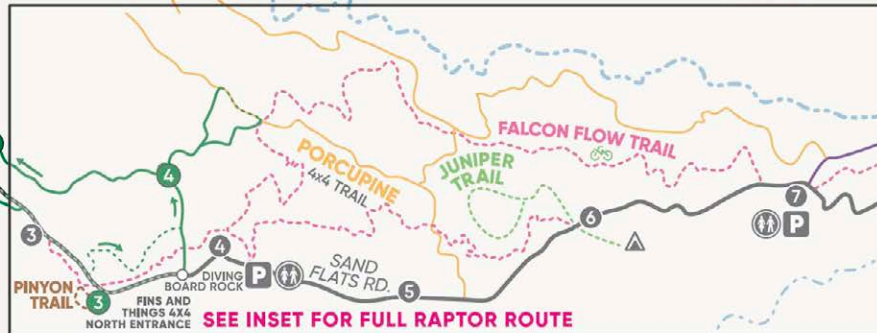 FALCON FLOW TRAIL
PORCUPINE
4x4 TRAIL
JUNIPER
TRAIL
7
P
6
4
3
4
P
SAND
FLATS RD.
5
PINYON
TRAIL
3
DIVING
BOARD ROCK
FINS AND
THINGS 4X4
NORTH ENTRANCE
SEE INSET FOR FULL RAPTOR ROUTE